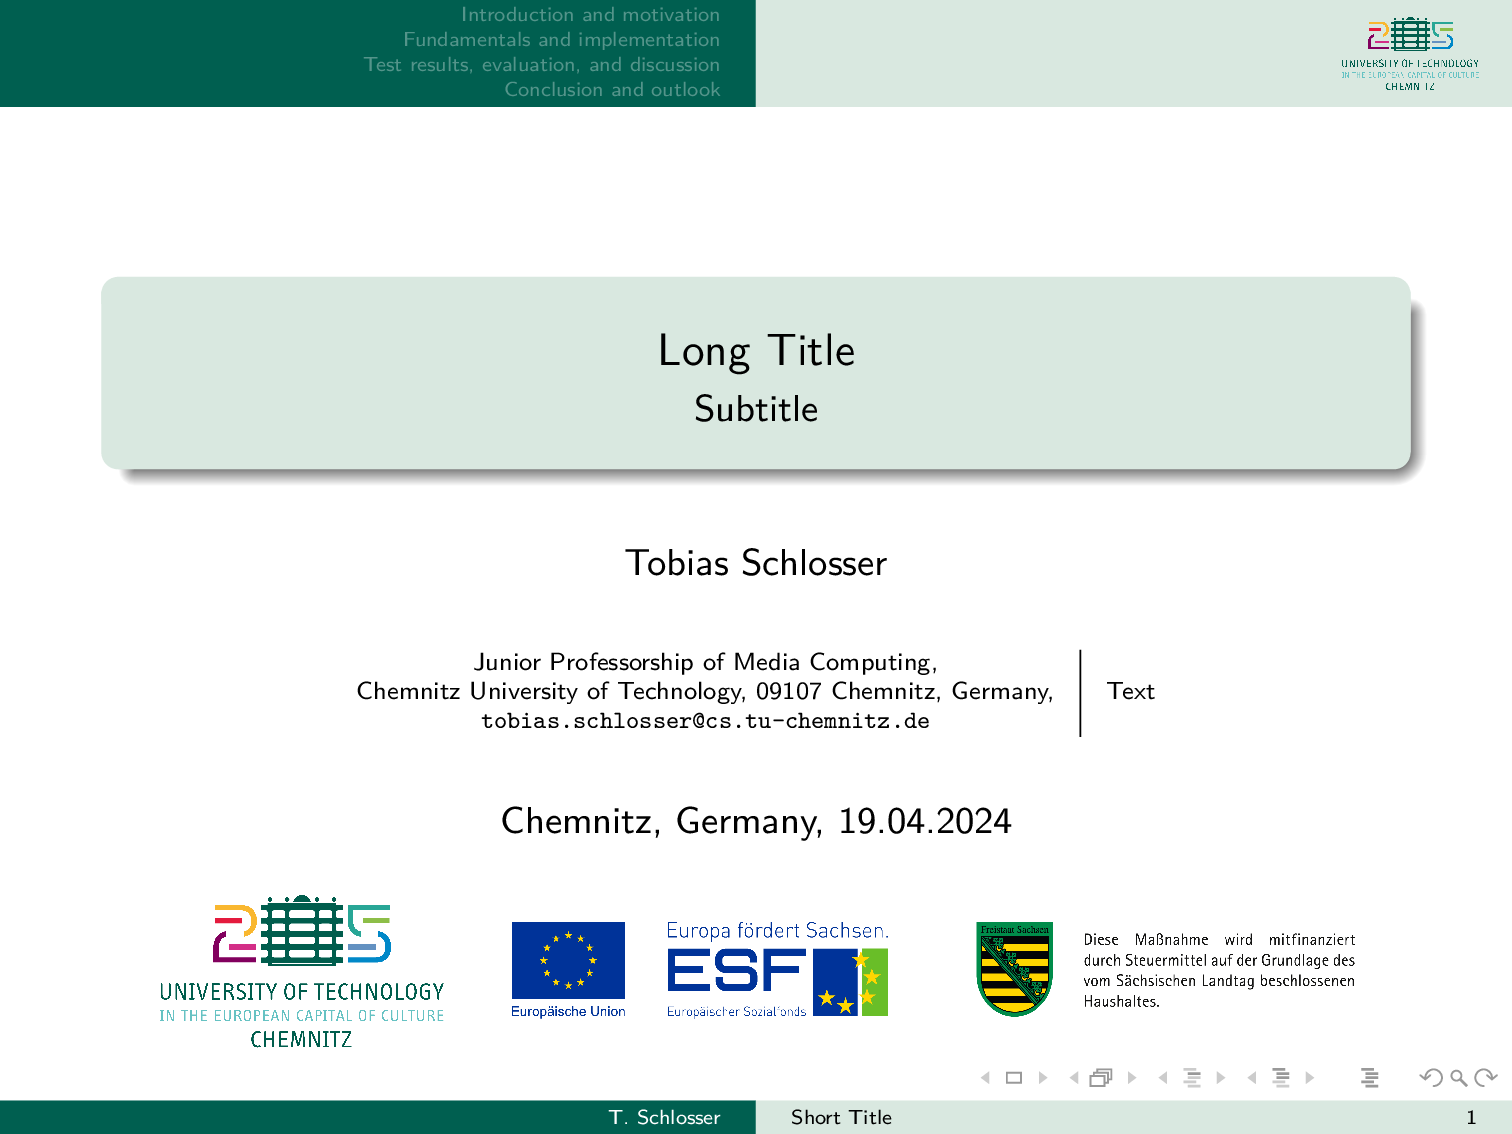 Introduction and motivation
Fundamentals and implementation
Test results, evaluation, and discussion
Conclusion and outlook
UNIVERSITY OF TECHNOLOGY
IN THE EUROPEAN CAPITAL OF CULTURE
CHEMNITZ
Long Title
Subtitle
Tobias Schlosser
Junior Professorship of Media Computing,
Chemnitz University of Technology, 09107 Chemnitz, Germany,
tobias.schlosser@cs.tu-chemnitz.de
Text
Chemnitz, Germany, 19.04.2024
2025
UNIVERSITY OF TECHNOLOGY
IN THE EUROPEAN CAPITAL OF CULTURE
CHEMNITZ
Europäische Union
Europa fördert Sachsen.
ESF
Europäischer Sozialfonds
Freistaat Sachsen
Diese Maßnahme wird mitfinanziert
durch Steuermittel auf der Grundlage des
vom Sächsischen Landtag beschlossenen
Haushaltes.
T. Schlosser
Short Title
1